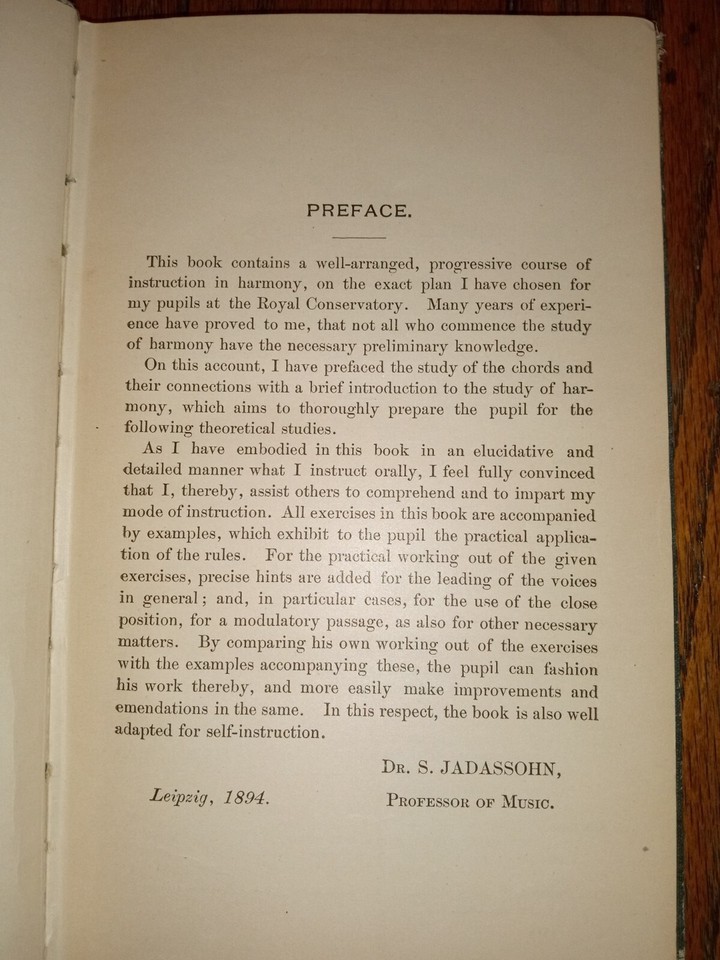 PREFACE.
This book contains a well-arranged, progressive course of
instruction in harmony, on the exact plan I have chosen for
my pupils at the Royal Conservatory. Many years of experi-
ence have proved to me, that not all who commence the study
of harmony have the necessary preliminary knowledge.
On this account, I have prefaced the study of the chords and
their connections with a brief introduction to the study of har-
mony, which aims to thoroughly prepare the pupil for the
following theoretical studies.
As I have embodied in this book in an elucidative and
detailed manner what I instruct orally, I feel fully convinced
that I, thereby, assist others to comprehend and to impart my
mode of instruction. All exercises in this book are accompanied
by examples, which exhibit to the pupil the practical applica-
tion of the rules. For the practical working out of the given
exercises, precise hints are added for the leading of the voices
in general; and, in particular cases, for the use of the close
position, for a modulatory passage, as also for other necessary
matters. By comparing his own working out of the exercises
with the examples accompanying these, the pupil can fashion
his work thereby, and more easily make improvements and
emendations in the same. In this respect, the book is also well
adapted for self-instruction.
DR. S. JADASSOHN,
Leipzig, 1894.
PROFESSOR OF MUSIC.